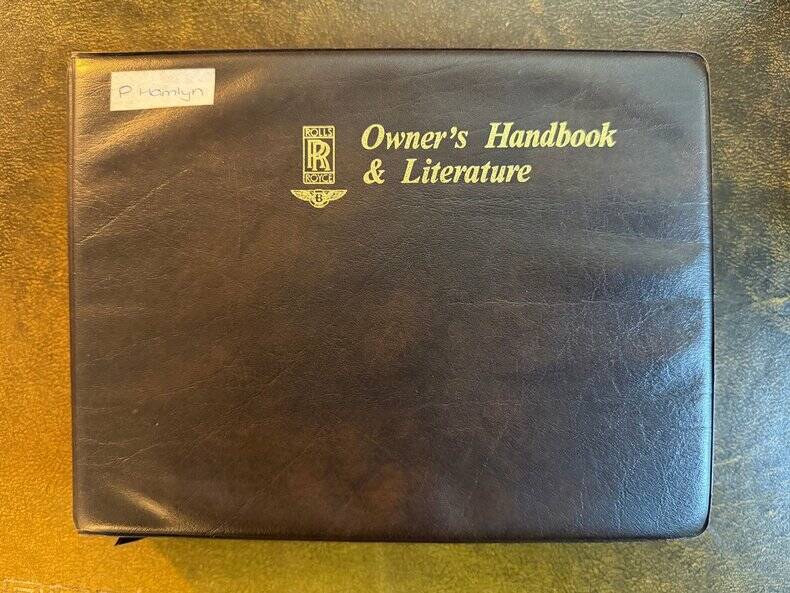 P Hamlyn
ROLLS
RR
ROYCE
B
Owner's Handbook
& Literature